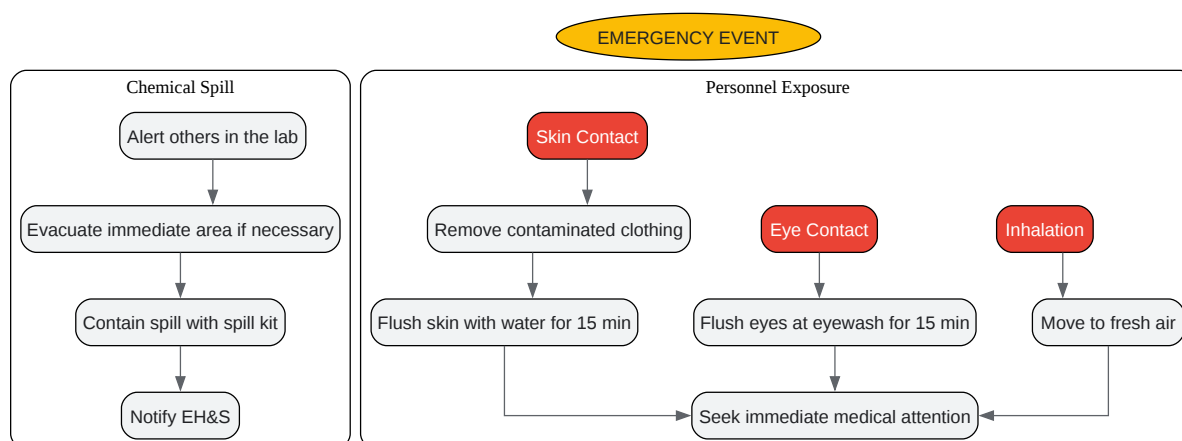 EMERGENCY EVENT
Chemical Spill
Alert others in the lab
Evacuate immediate area if necessary
Contain spill with spill kit
Notify EH&S
Personnel Exposure
Skin Contact
Remove contaminated clothing
Flush skin with water for 15 min
Eye Contact
Flush eyes at eyewash for 15 min
Inhalation
Move to fresh air
Seek immediate medical attention